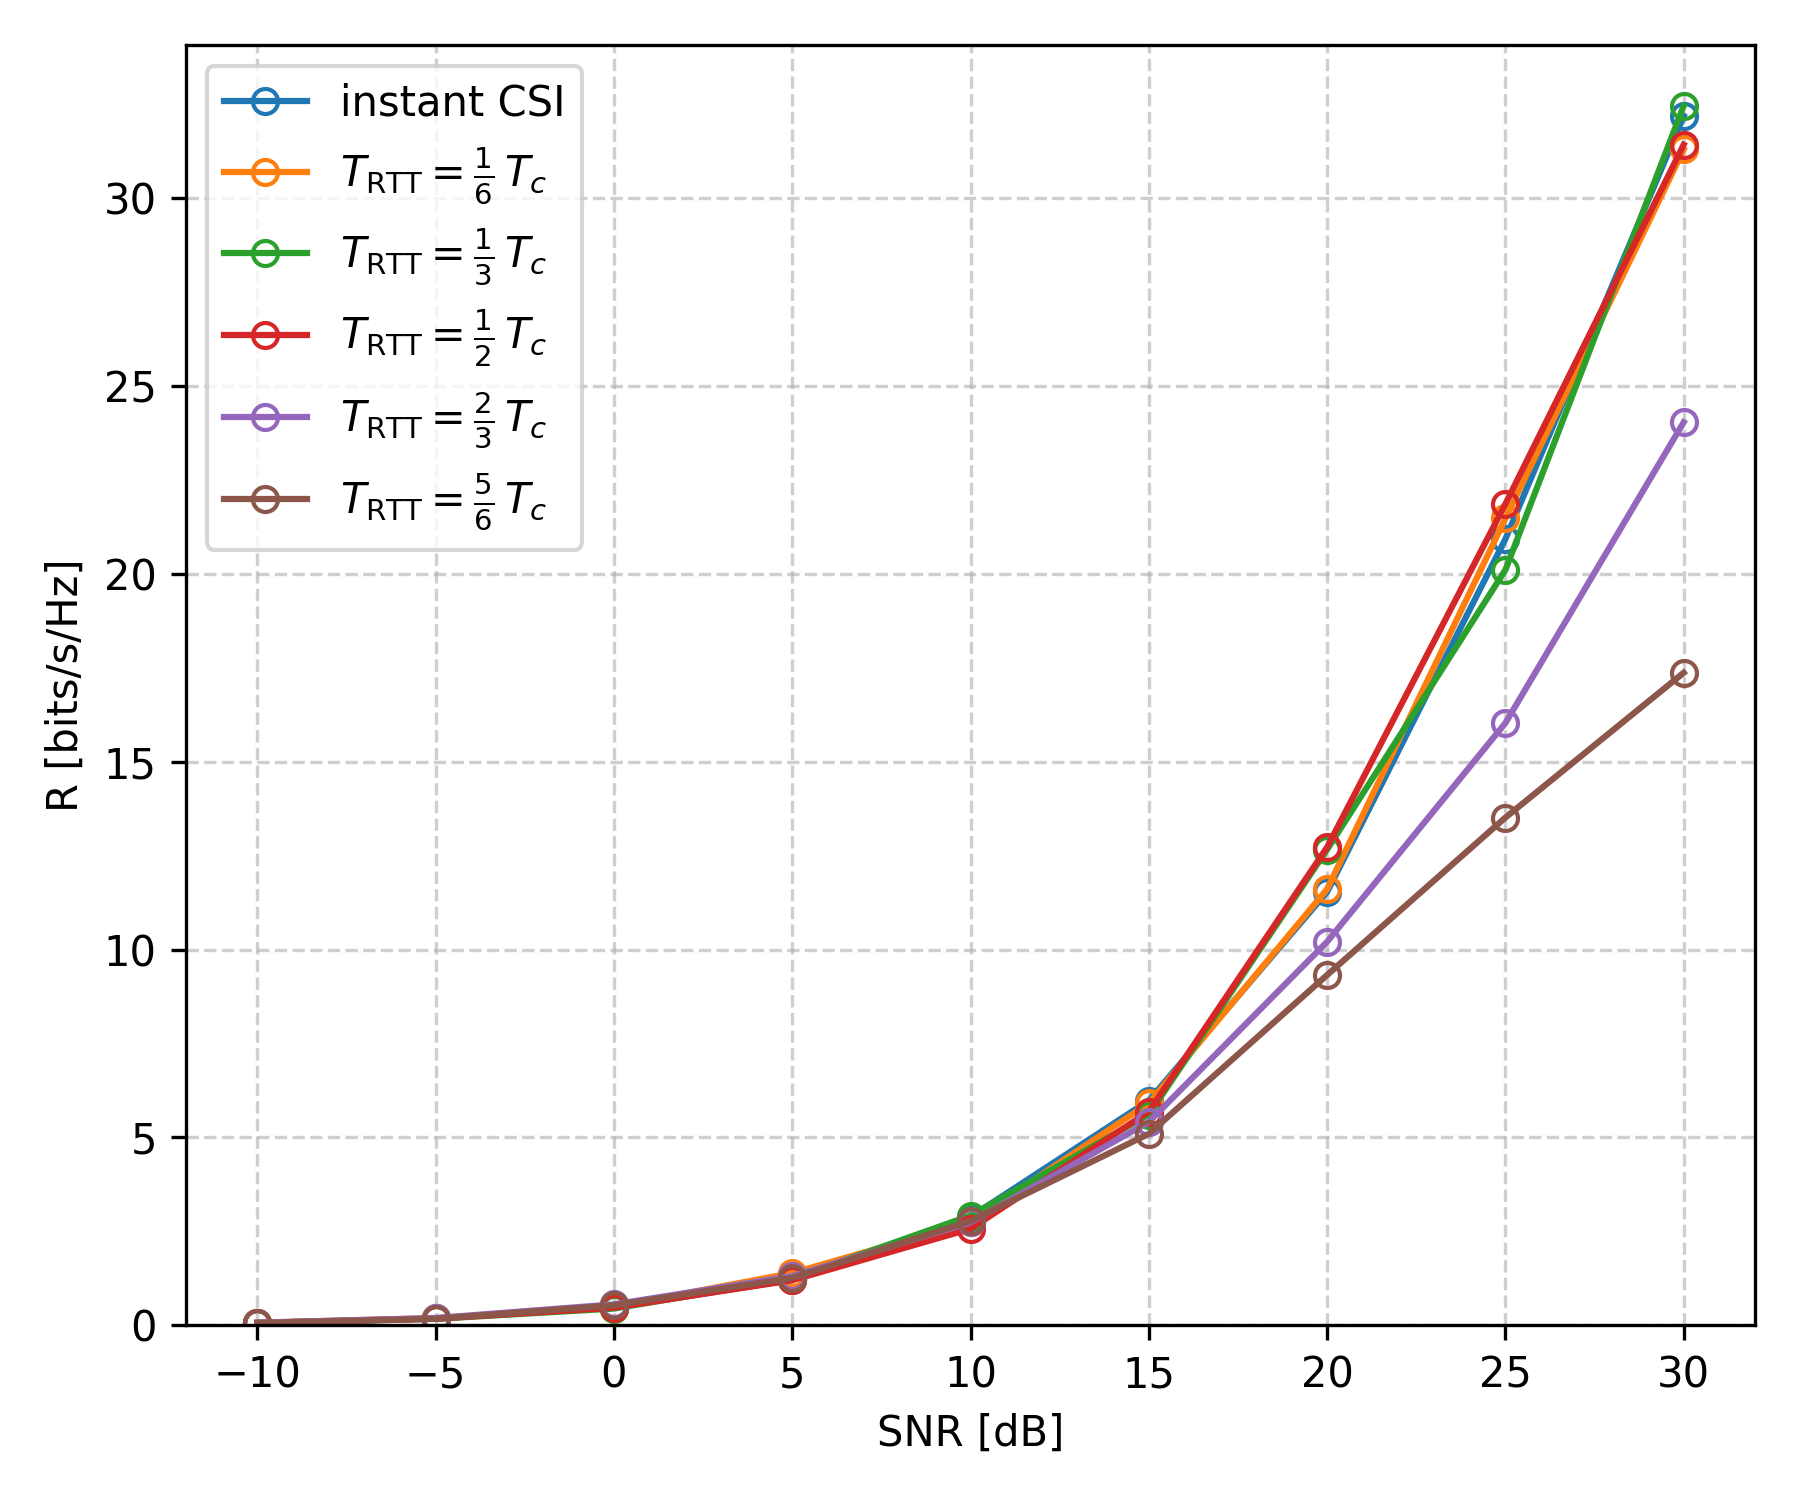 instant CSI
T_RTT = 1/6 T_c
T_RTT = 1/3 T_c
T_RTT = 1/2 T_c
T_RTT = 2/3 T_c
T_RTT = 5/6 T_c
R [bits/s/Hz]
30
25
20
15
10
5
0
−10 −5 0 5 10 15 20 25 30
SNR [dB]